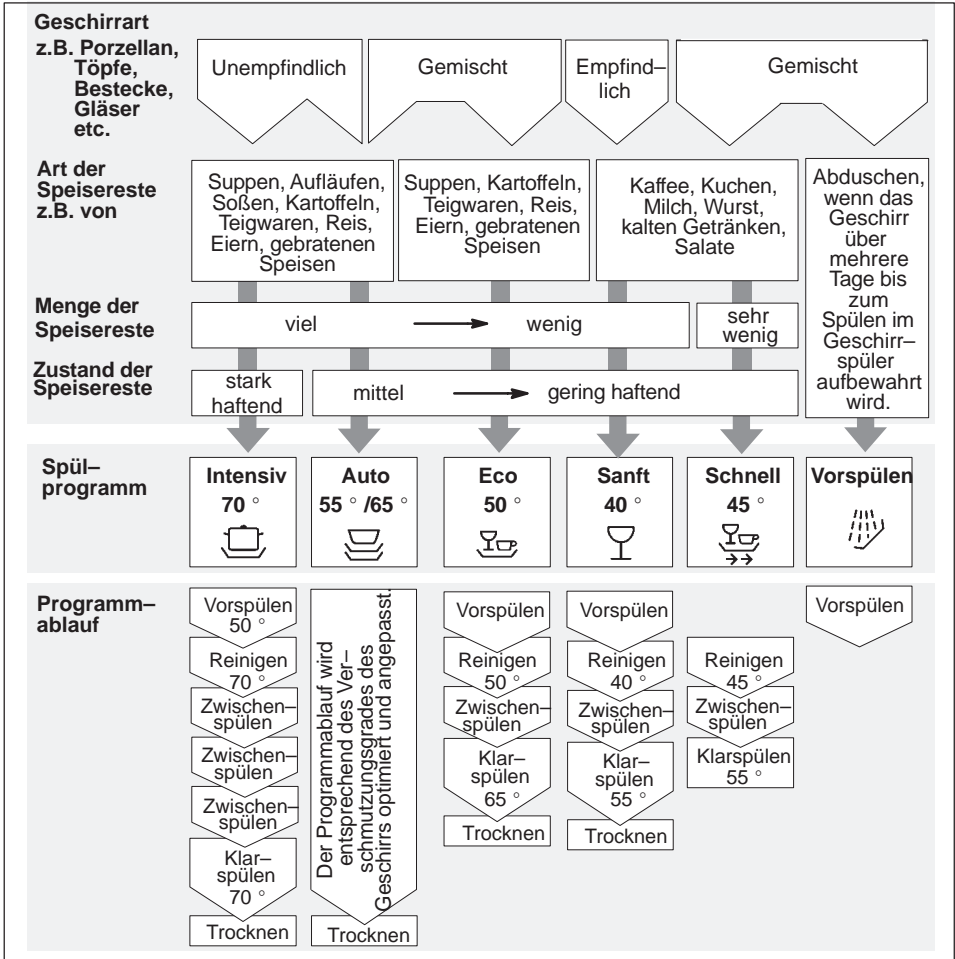 Geschirrart
z.B. Porzellan,
Töpfe,
Bestecke,
Gläser
etc.
Unempfindlich
Gemischt
Empfind–
lich
Gemischt
Art der
Speisereste
z.B. von
Suppen, Aufläufen,
Soßen, Kartoffeln,
Teigwaren, Reis,
Eiern, gebratenen
Speisen
Suppen, Kartoffeln,
Teigwaren, Reis,
Eiern, gebratenen
Speisen
Kaffee, Kuchen,
Milch, Wurst,
kalten Getränken,
Salate
Abduschen,
wenn das
Geschirr
über
mehrere
Tage bis
zum
Spülen im
Geschirr–
spüler
aufbewahrt
wird.
Menge der
Speisereste
viel
wenig
sehr
wenig
Zustand der
Speisereste
stark
haftend
mittel
gering haftend
Spül–
programm
Intensiv
70 °
Auto
55 ° /65 °
Eco
50 °
Sanft
40 °
Schnell
45 °
Vorspülen
Programm–
ablauf
Vorspülen
50 °
Reinigen
70 °
Zwischen–
spülen
Zwischen–
spülen
Zwischen–
spülen
Klar–
spülen
70 °
Trocknen
Der Programmablauf wird
entsprechend des Ver–
schmutzungsgrades des
Geschirrs optimiert und angepasst.
Trocknen
Vorspülen
Reinigen
50 °
Zwischen–
spülen
Klar–
spülen
65 °
Trocknen
Vorspülen
Reinigen
40 °
Zwischen–
spülen
Klar–
spülen
55 °
Trocknen
Reinigen
45 °
Zwischen–
spülen
Klarspülen
55 °
Vorspülen